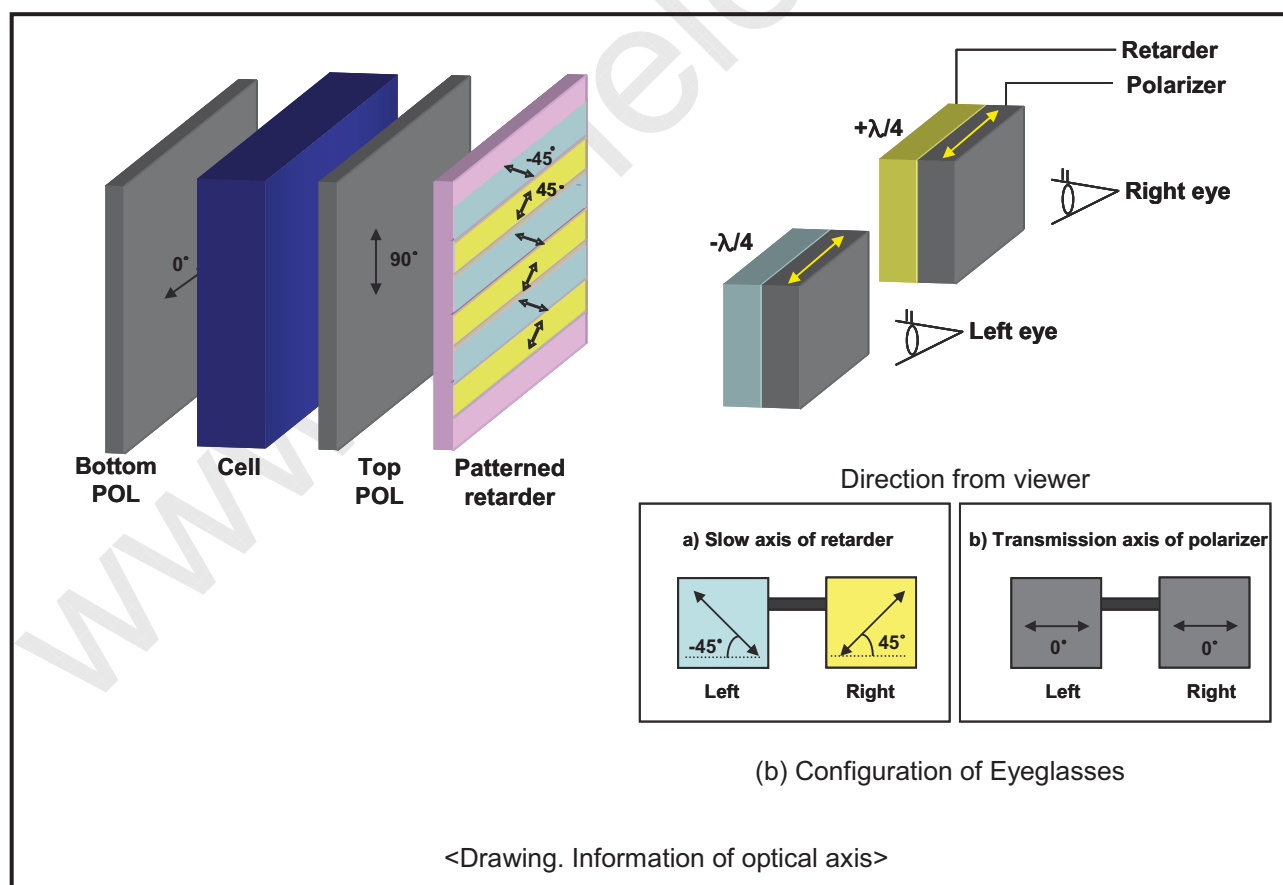 Retarder
Polarizer
+λ/4
-45°
45°
Right eye
-λ/4
0°
90°
Left eye
Bottom
POL
Cell
Top
POL
Patterned
retarder
Direction from viewer
a) Slow axis of retarder
-45°
45°
Left
Right
b) Transmission axis of polarizer
0°
0°
Left
Right
(b) Configuration of Eyeglasses
<Drawing. Information of optical axis>
www.